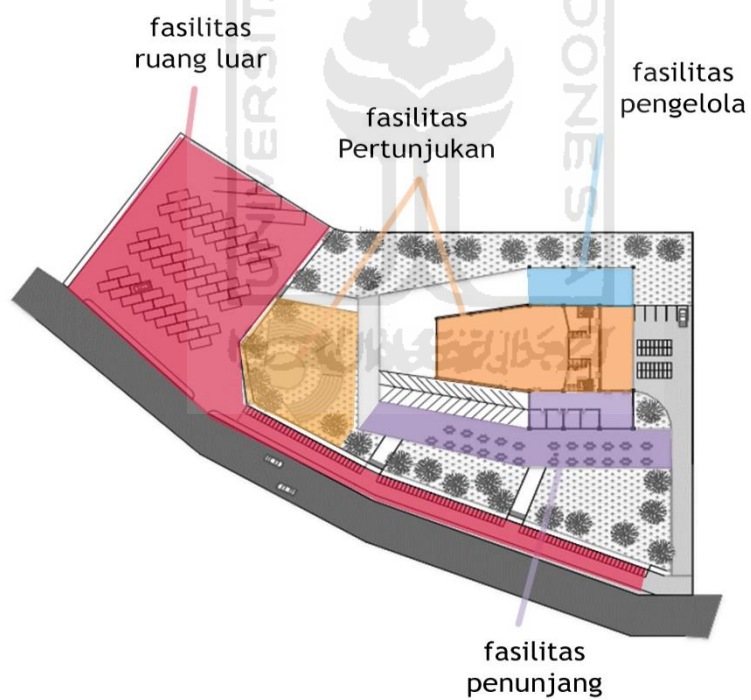 fasilitas
ruang luar
fasilitas
Pertunjukan
fasilitas
pengelola
fasilitas
penunjang